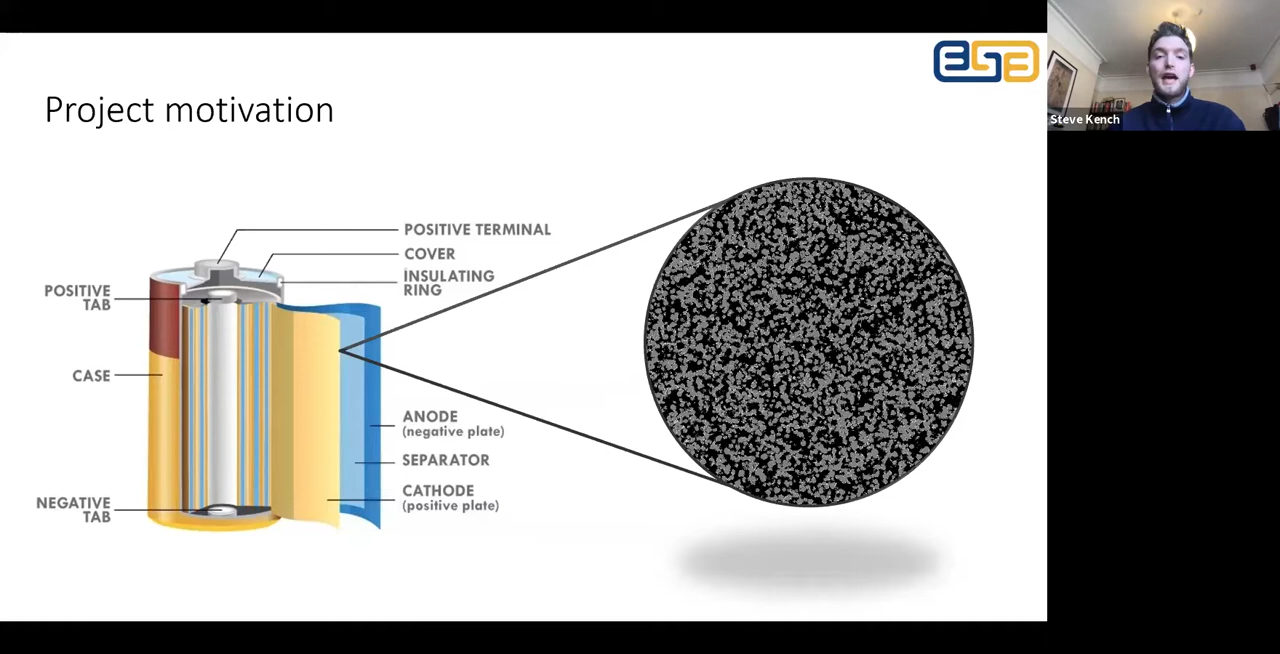 Project motivation
Steve Kench
POSITIVE TERMINAL
COVER
INSULATING
RING
POSITIVE
TAB
CASE
ANODE
(negative plate)
SEPARATOR
CATHODE
(positive plate)
NEGATIVE
TAB